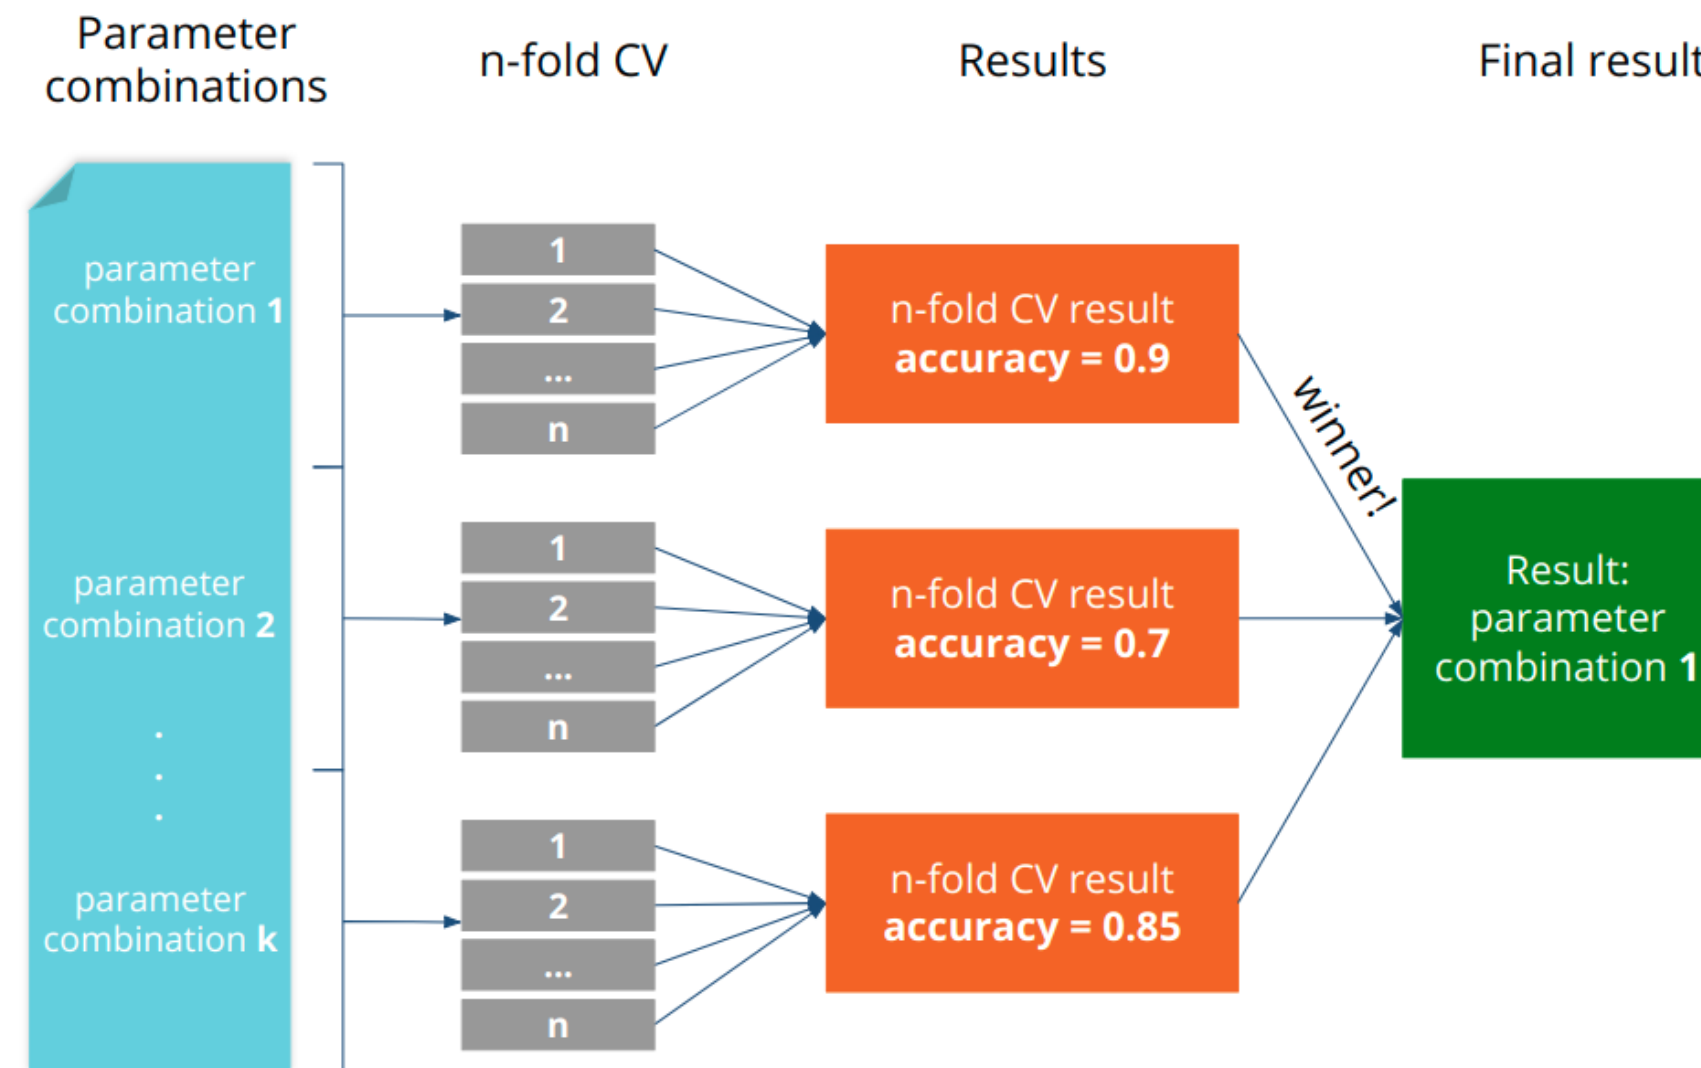 Parameter
combinations
n-fold CV
Results
Final result
parameter
combination 1
1
2
...
n
n-fold CV result
accuracy = 0.9
winner!
parameter
combination 2
1
2
...
n
n-fold CV result
accuracy = 0.7
Result:
parameter
combination 1
.
.
.
parameter
combination k
1
2
...
n
n-fold CV result
accuracy = 0.85